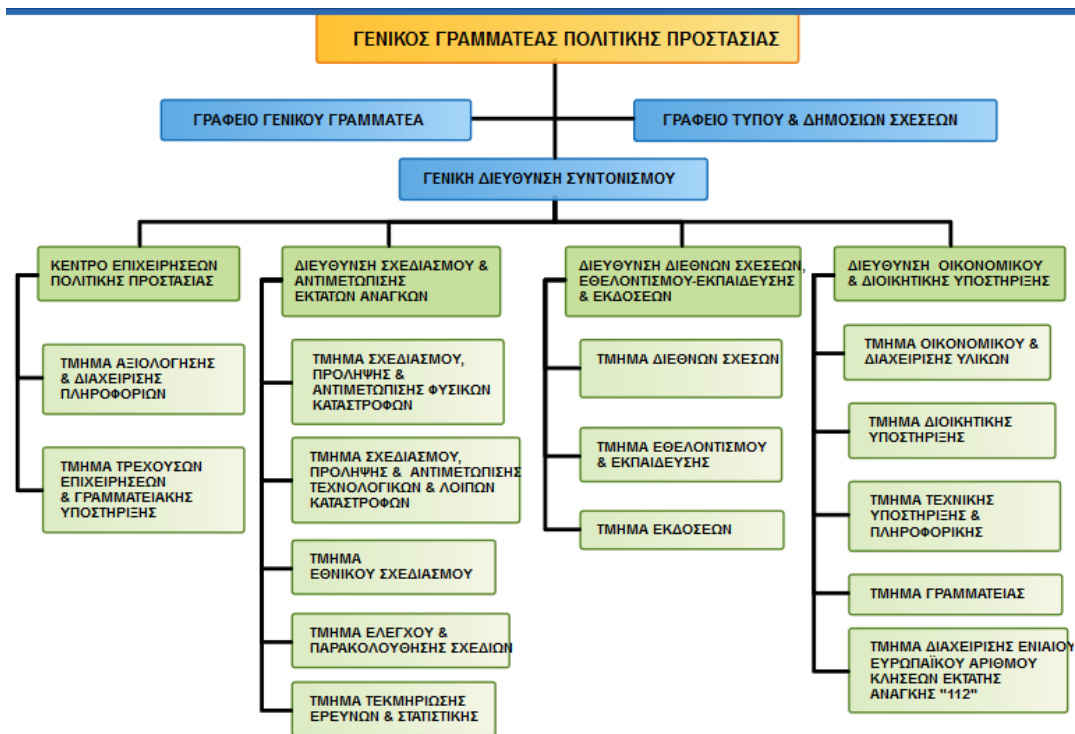 ΓΕΝΙΚΟΣ ΓΡΑΜΜΑΤΕΑΣ ΠΟΛΙΤΙΚΗΣ ΠΡΟΣΤΑΣΙΑΣ
ΓΡΑΦΕΙΟ ΓΕΝΙΚΟΥ ΓΡΑΜΜΑΤΕΑ
ΓΡΑΦΕΙΟ ΤΥΠΟΥ & ΔΗΜΟΣΙΩΝ ΣΧΕΣΕΩΝ
ΓΕΝΙΚΗ ΔΙΕΥΘΥΝΣΗ ΣΥΝΤΟΝΙΣΜΟΥ
ΚΕΝΤΡΟ ΕΠΙΧΕΙΡΗΣΕΩΝ
ΠΟΛΙΤΙΚΗΣ ΠΡΟΣΤΑΣΙΑΣ
ΤΜΗΜΑ ΑΞΙΟΛΟΓΗΣΗΣ
& ΔΙΑΧΕΙΡΙΣΗΣ
ΠΛΗΡΟΦΟΡΙΩΝ
ΤΜΗΜΑ ΤΡΕΧΟΥΣΩΝ
ΕΠΙΧΕΙΡΗΣΕΩΝ
& ΓΡΑΜΜΑΤΕΙΑΚΗΣ
ΥΠΟΣΤΗΡΙΞΗΣ
ΔΙΕΥΘΥΝΣΗ ΣΧΕΔΙΑΣΜΟΥ &
ΑΝΤΙΜΕΤΩΠΙΣΗΣ
ΕΚΤΑΤΩΝ ΑΝΑΓΚΩΝ
ΤΜΗΜΑ ΣΧΕΔΙΑΣΜΟΥ,
ΠΡΟΛΗΨΗΣ &
ΑΝΤΙΜΕΤΩΠΙΣΗΣ ΦΥΣΙΚΩΝ
ΚΑΤΑΣΤΡΟΦΩΝ
ΤΜΗΜΑ ΣΧΕΔΙΑΣΜΟΥ,
ΠΡΟΛΗΨΗΣ & ΑΝΤΙΜΕΤΩΠΙΣΗΣ
ΤΕΧΝΟΛΟΓΙΚΩΝ & ΛΟΙΠΩΝ
ΚΑΤΑΣΤΡΟΦΩΝ
ΤΜΗΜΑ
ΕΘΝΙΚΟΥ ΣΧΕΔΙΑΣΜΟΥ
ΤΜΗΜΑ ΕΛΕΓΧΟΥ &
ΠΑΡΑΚΟΛΟΥΘΗΣΗΣ ΣΧΕΔΙΩΝ
ΤΜΗΜΑ ΤΕΚΜΗΡΙΩΣΗΣ
ΕΡΕΥΝΩΝ & ΣΤΑΤΙΣΤΙΚΗΣ
ΔΙΕΥΘΥΝΣΗ ΔΙΕΘΝΩΝ ΣΧΕΣΕΩΝ,
ΕΘΕΛΟΝΤΙΣΜΟΥ-ΕΚΠΑΙΔΕΥΣΗΣ
& ΕΚΔΟΣΕΩΝ
ΤΜΗΜΑ ΔΙΕΘΝΩΝ ΣΧΕΣΩΝ
ΤΜΗΜΑ ΕΘΕΛΟΝΤΙΣΜΟΥ
& ΕΚΠΑΙΔΕΥΣΗΣ
ΤΜΗΜΑ ΕΚΔΟΣΕΩΝ
ΔΙΕΥΘΥΝΣΗ ΟΙΚΟΝΟΜΙΚΟΥ
& ΔΙΟΙΚΗΤΙΚΗΣ ΥΠΟΣΤΗΡΙΞΗΣ
ΤΜΗΜΑ ΟΙΚΟΝΟΜΙΚΟΥ &
ΔΙΑΧΕΙΡΙΣΗΣ ΥΛΙΚΩΝ
ΤΜΗΜΑ ΔΙΟΙΚΗΤΙΚΗΣ
ΥΠΟΣΤΗΡΙΞΗΣ
ΤΜΗΜΑ ΤΕΧΝΙΚΗΣ
ΥΠΟΣΤΗΡΙΞΗΣ &
ΠΛΗΡΟΦΟΡΙΚΗΣ
ΤΜΗΜΑ ΓΡΑΜΜΑΤΕΙΑΣ
ΤΜΗΜΑ ΔΙΑΧΕΙΡΙΣΗΣ ΕΝΙΑΙΟΥ
ΕΥΡΩΠΑΪΚΟΥ ΑΡΙΘΜΟΥ
ΚΛΗΣΕΩΝ ΕΚΤΑΤΗΣ
ΑΝΑΓΚΗΣ "112"